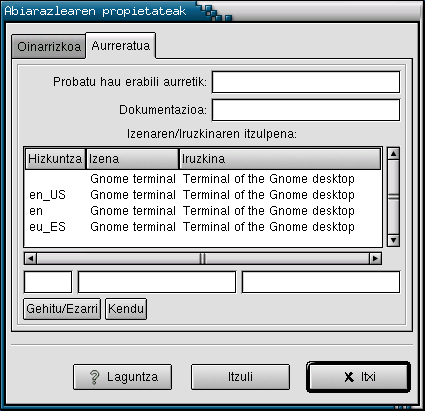 Abiarazlearen propietateak
Oinarrizkoa Aurreratua
Probatu hau erabili aurretik:
Dokumentazioa:
Izenaren/Iruzkinaren itzulpena:
Hizkuntza Izena Iruzkina
Gnome terminal Terminal of the Gnome desktop
en_US Gnome terminal Terminal of the Gnome desktop
en Gnome terminal Terminal of the Gnome desktop
eu_ES Gnome terminal Terminal of the Gnome desktop
Gehitu/Ezarri Kendu
? Laguntza Itzuli X Itxi